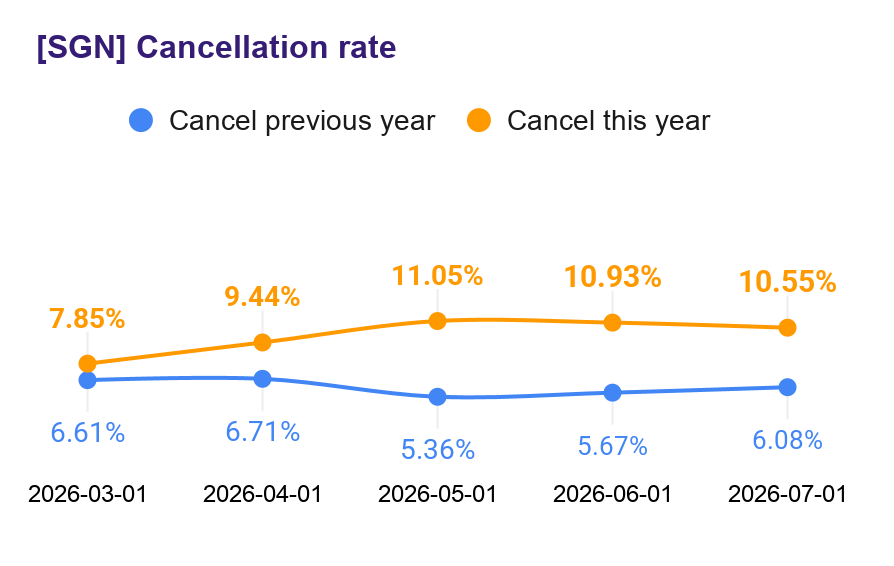 [SGN] Cancellation rate
Cancel previous year Cancel this year
7.85% 9.44% 11.05% 10.93% 10.55%
6.61% 6.71% 5.36% 5.67% 6.08%
2026-03-01 2026-04-01 2026-05-01 2026-06-01 2026-07-01